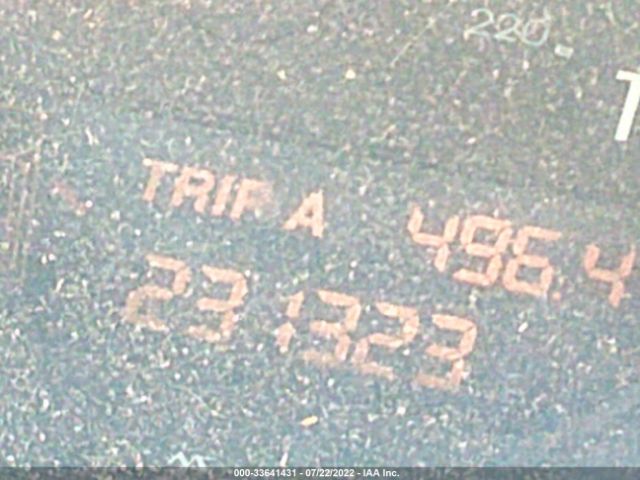 220
T
TRIP A 496.4
231323
000-33641431 - 07/22/2022 - IAA Inc.